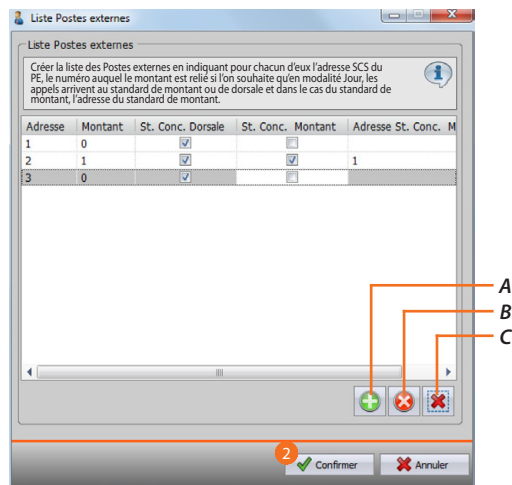 Liste Postes externes
Liste Postes externes
Créer la liste des Postes externes en indiquant pour chacun d'eux l'adresse SCS du
PE, le numéro auquel le montant est relié si l'on souhaite qu'en modalité Jour, les
appels arrivent au standard de montant ou de dorsale et dans le cas du standard de
montant, l'adresse du standard de montant.
Adresse Montant St. Conc. Dorsale St. Conc. Montant Adresse St. Conc. M
1 0
2 1 1
3 0
A
B
C
2 Confirmer Annuler